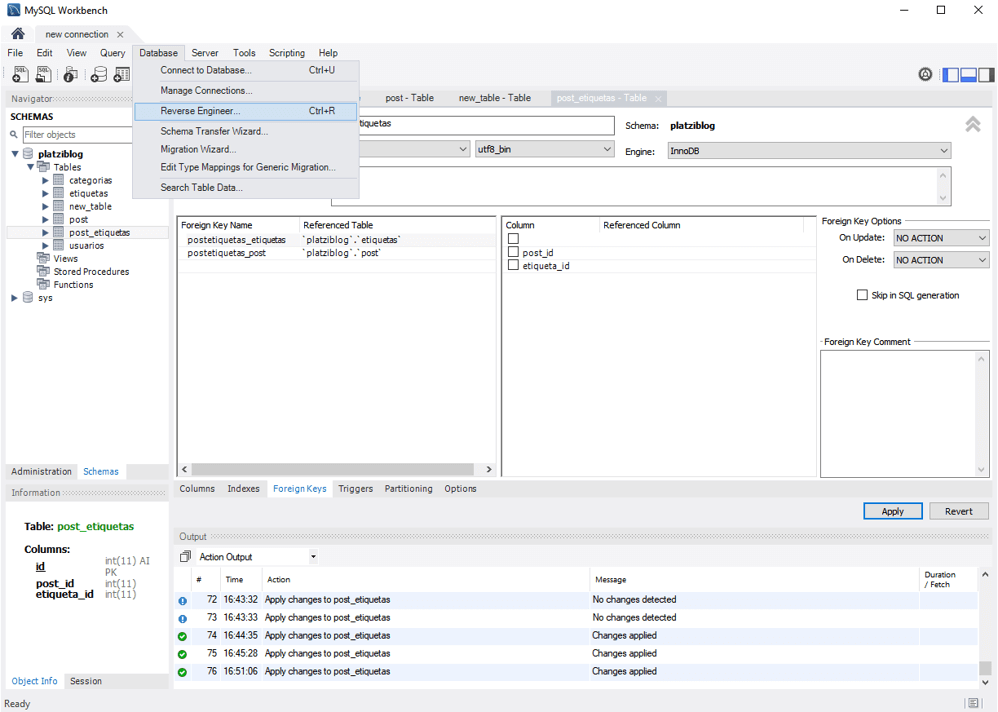 MySQL Workbench
new connection
File Edit View Query Database Server Tools Scripting Help
Connect to Database... Ctrl+U
Manage Connections...
Reverse Engineer... Ctrl+R
Schema Transfer Wizard...
Migration Wizard...
Edit Type Mappings for Generic Migration...
Search Table Data...
Navigator
SCHEMAS
Filter objects
platziblog
Tables
categorias
etiquetas
new_table
post
post_etiquetas
usuarios
Views
Stored Procedures
Functions
sys
Administration Schemas
post - Table new_table - Table post_etiquetas - Table
etiquetas Schema: platziblog
utf8_bin Engine: InnoDB
Foreign Key Name Referenced Table
postetiquetas_etiquetas `platziblog`.`etiquetas`
postetiquetas_post `platziblog`.`post`
Column Referenced Column
post_id
etiqueta_id
Foreign Key Options
On Update: NO ACTION
On Delete: NO ACTION
Skip in SQL generation
Foreign Key Comment
Columns Indexes Foreign Keys Triggers Partitioning Options
Apply Revert
Information
Table: post_etiquetas
Columns:
id int(11) AI PK
post_id int(11)
etiqueta_id int(11)
Object Info Session
Output
Action Output
# Time Action Message Duration / Fetch
72 16:43:32 Apply changes to post_etiquetas No changes detected
73 16:43:33 Apply changes to post_etiquetas No changes detected
74 16:44:35 Apply changes to post_etiquetas Changes applied
75 16:45:28 Apply changes to post_etiquetas Changes applied
76 16:51:06 Apply changes to post_etiquetas Changes applied
Ready